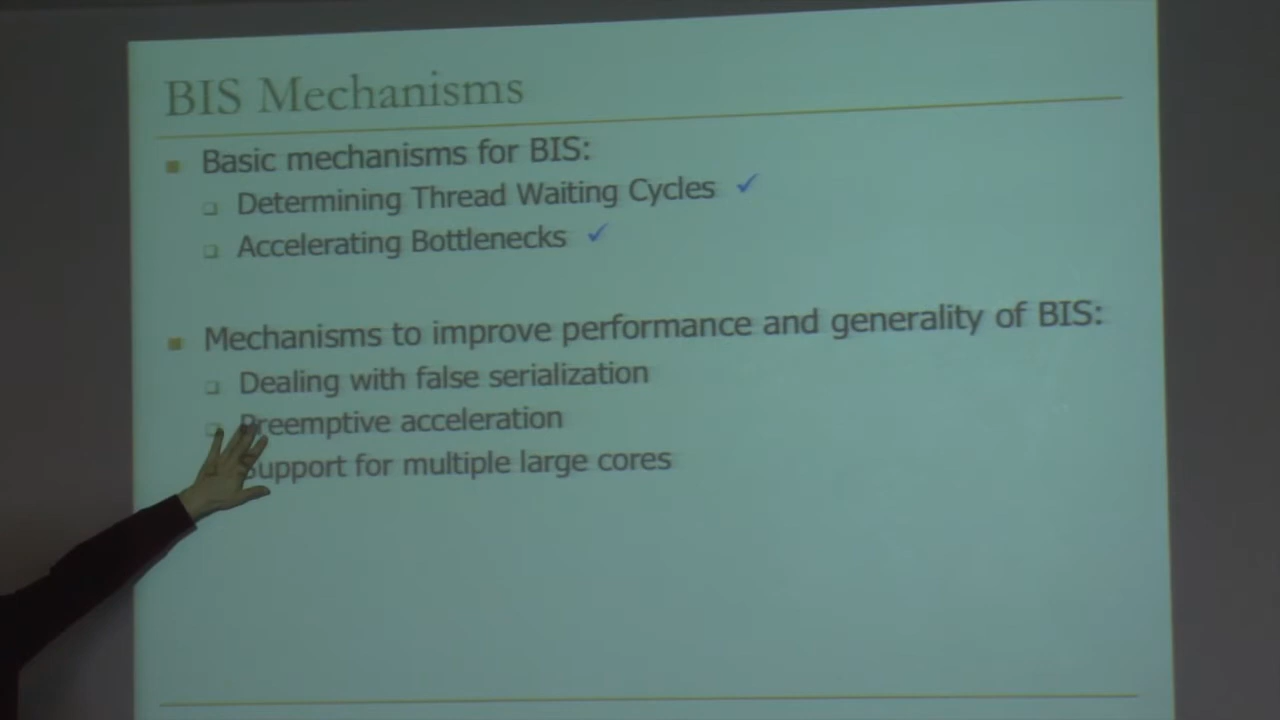 BIS Mechanisms
Basic mechanisms for BIS:
Determining Thread Waiting Cycles ✓
Accelerating Bottlenecks ✓
Mechanisms to improve performance and generality of BIS:
Dealing with false serialization
Preemptive acceleration
Support for multiple large cores